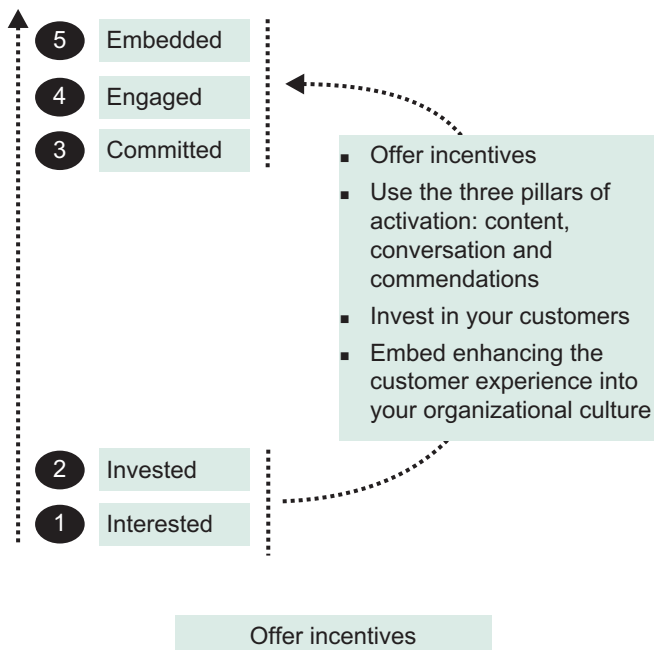 5 Embedded
4 Engaged
3 Committed
▪ Offer incentives
▪ Use the three pillars of
activation: content,
conversation and
commendations
▪ Invest in your customers
▪ Embed enhancing the
customer experience into
your organizational culture
2 Invested
1 Interested
Offer incentives